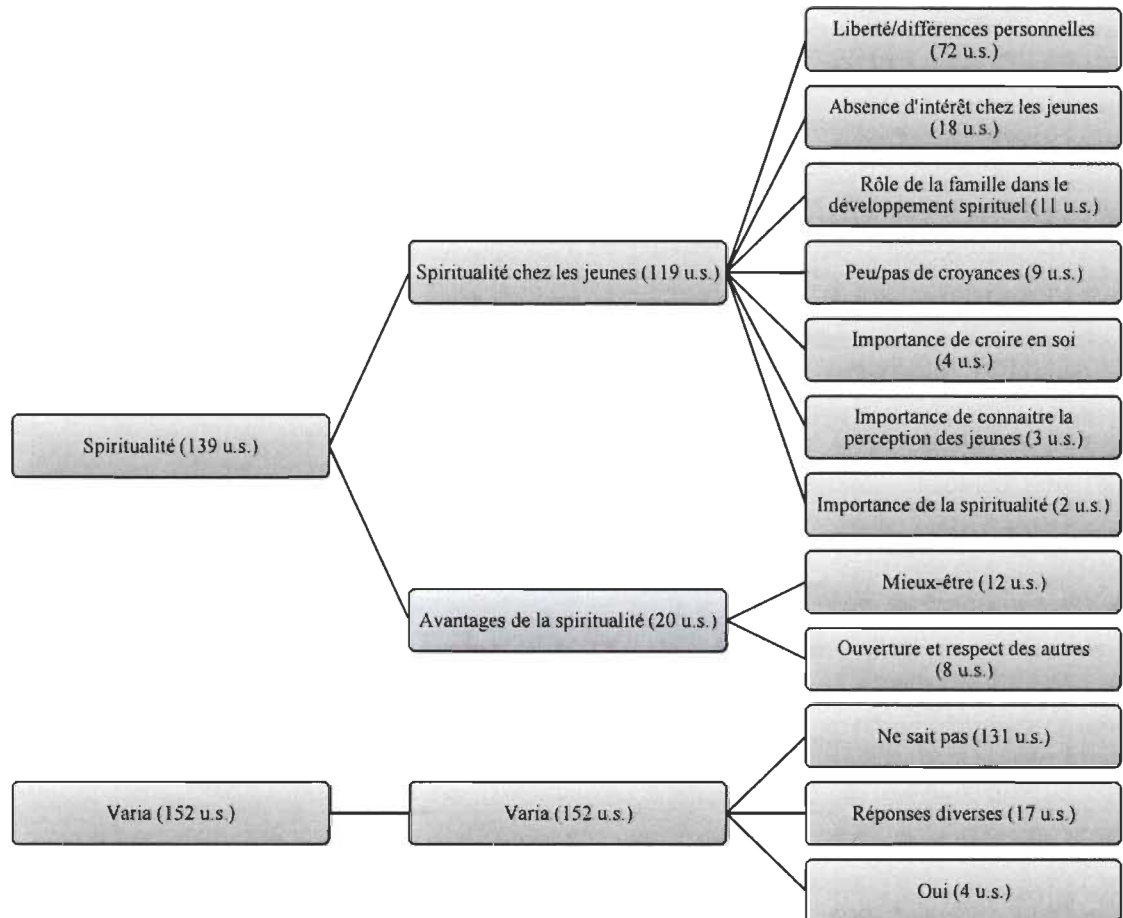 Liberté/différences personnelles
(72 u.s.)
Absence d'intérêt chez les jeunes
(18 u.s.)
Rôle de la famille dans le
développement spirituel (11 u.s.)
Spiritualité chez les jeunes (119 u.s.)
Peu/pas de croyances (9 u.s.)
Importance de croire en soi
(4 u.s.)
Importance de connaitre la
perception des jeunes (3 u.s.)
Spiritualité (139 u.s.)
Importance de la spiritualité (2 u.s.)
Mieux-être (12 u.s.)
Avantages de la spiritualité (20 u.s.)
Ouverture et respect des autres
(8 u.s.)
Ne sait pas (131 u.s.)
Varia (152 u.s.)
Varia (152 u.s.)
Réponses diverses (17 u.s.)
Oui (4 u.s.)